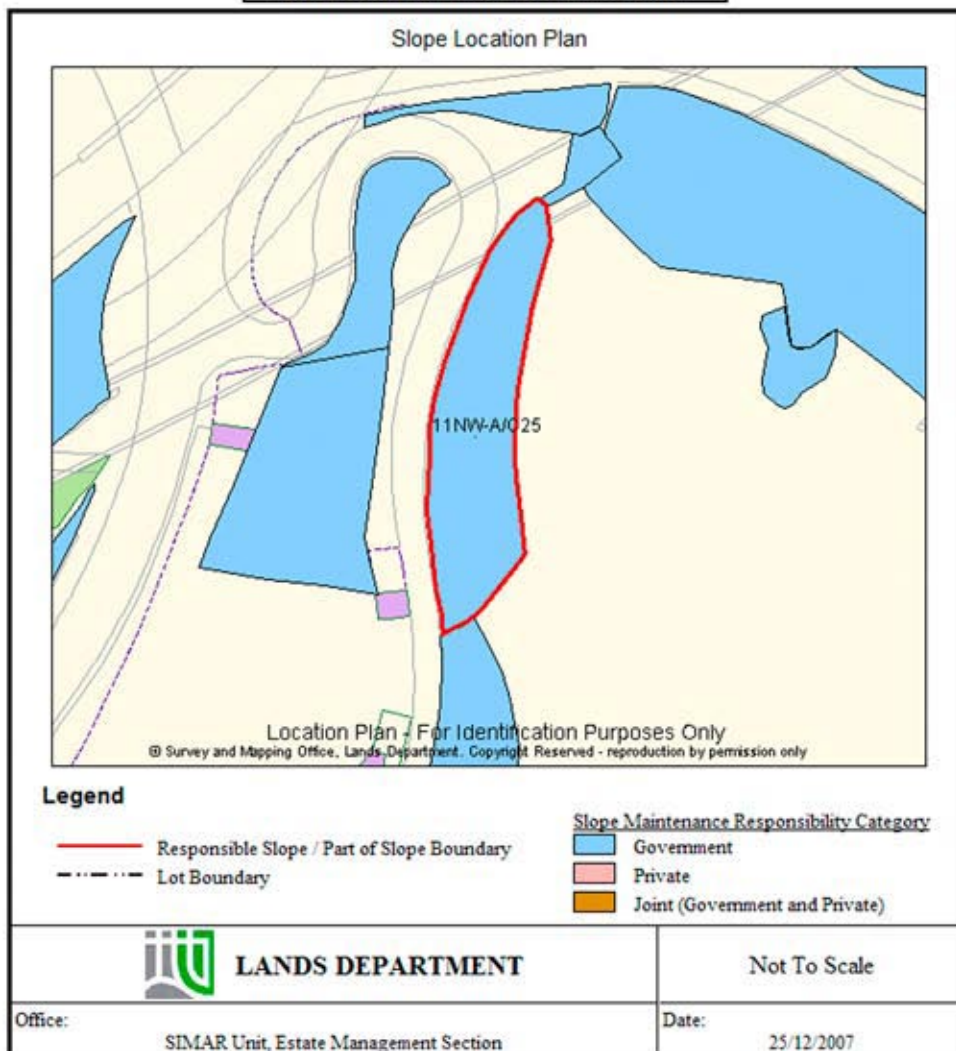 Slope Location Plan
11NW-A/C25
Location Plan - For Identification Purposes Only
@ Survey and Mapping Office, Lands Department. Copyright Reserved - reproduction by permission only
Legend
Responsible Slope / Part of Slope Boundary
Lot Boundary
Slope Maintenance Responsibility Category
Government
Private
Joint (Government and Private)
LANDS DEPARTMENT
Not To Scale
Office:
SIMAR Unit, Estate Management Section
Date:
25/12/2007